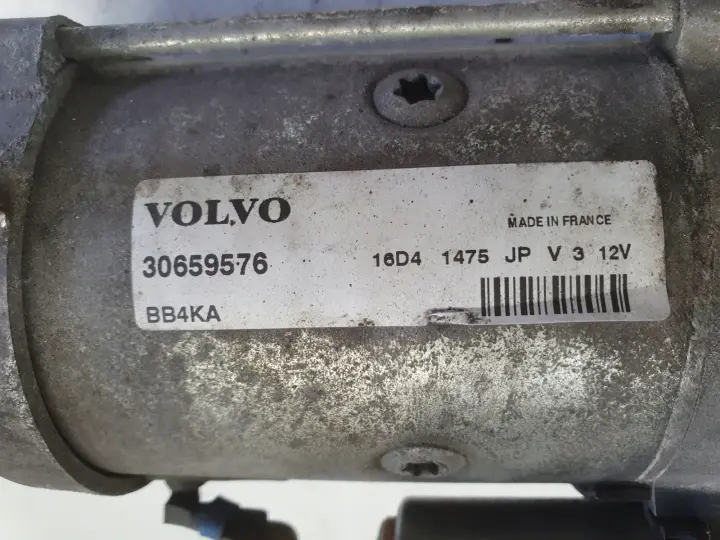 VOLVO
MADE IN FRANCE
30659576
16D4 1475 JP V 3 12V
BB4KA